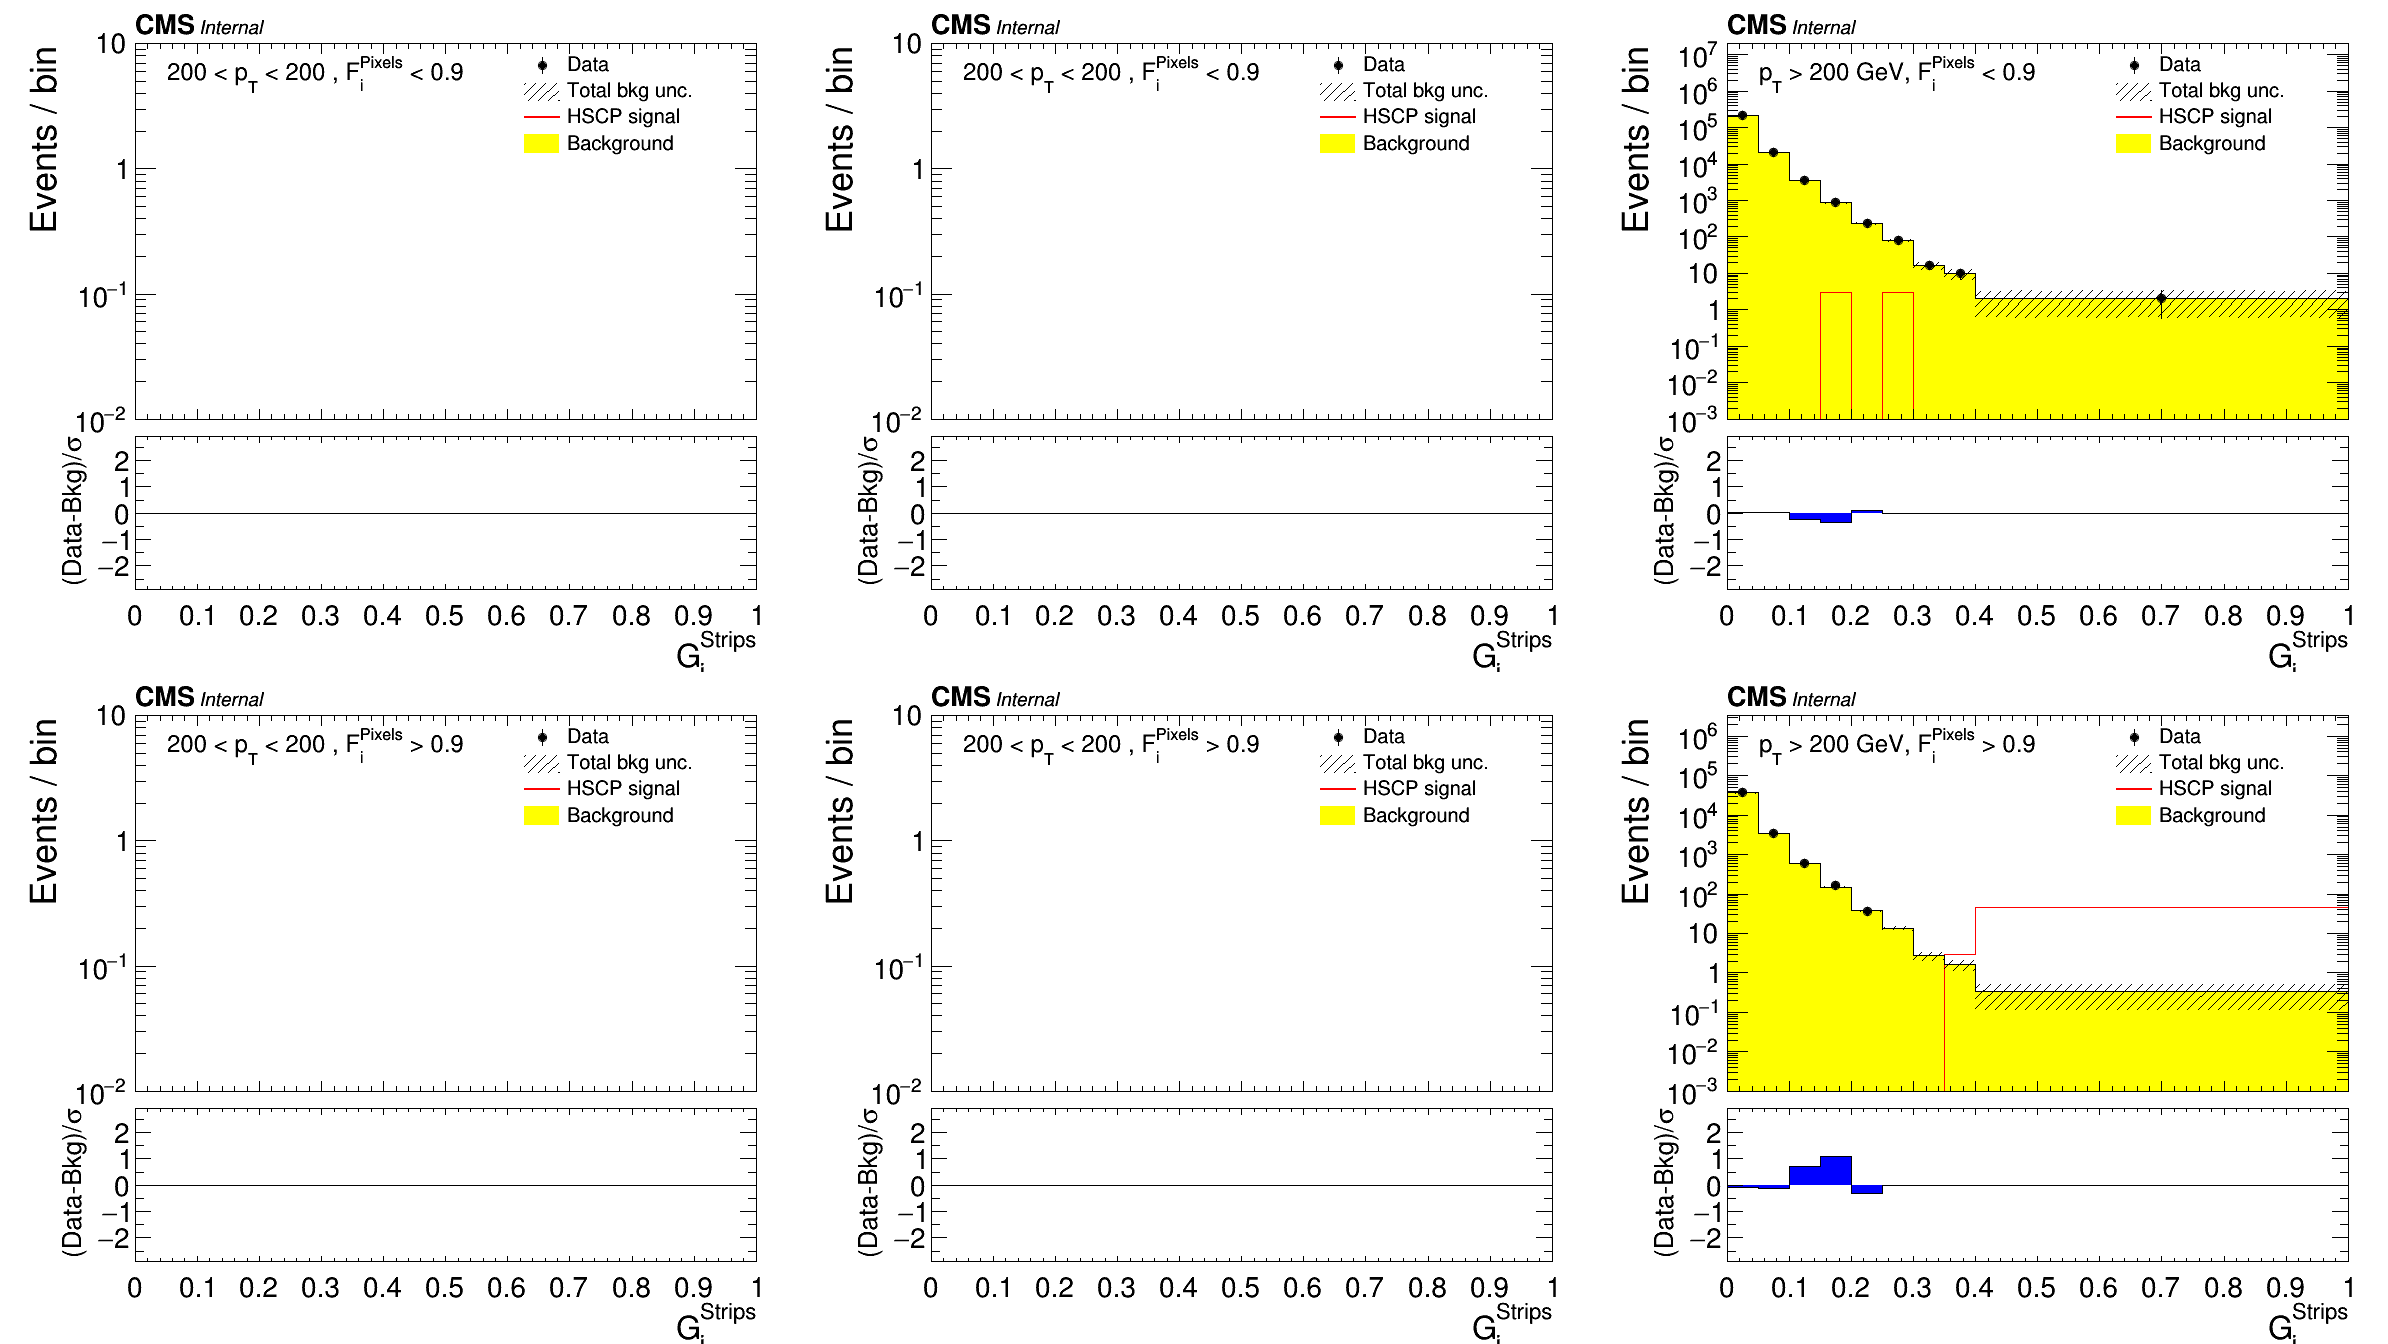 CMS Internal
Events / bin
200 < p_T < 200 , F_i^Pixels < 0.9
Data
Total bkg unc.
HSCP signal
Background
10
1
10^−1
10^−2
(Data-Bkg)/σ
2
1
0
−1
−2
0 0.1 0.2 0.3 0.4 0.5 0.6 0.7 0.8 0.9 1
G_i^Strips
CMS Internal
Events / bin
200 < p_T < 200 , F_i^Pixels < 0.9
Data
Total bkg unc.
HSCP signal
Background
10
1
10^−1
10^−2
(Data-Bkg)/σ
2
1
0
−1
−2
0 0.1 0.2 0.3 0.4 0.5 0.6 0.7 0.8 0.9 1
G_i^Strips
CMS Internal
Events / bin
p_T > 200 GeV, F_i^Pixels < 0.9
Data
Total bkg unc.
HSCP signal
Background
10^7
10^6
10^5
10^4
10^3
10^2
10
1
10^−1
10^−2
10^−3
(Data-Bkg)/σ
2
1
0
−1
−2
0 0.1 0.2 0.3 0.4 0.5 0.6 0.7 0.8 0.9 1
G_i^Strips
CMS Internal
Events / bin
200 < p_T < 200 , F_i^Pixels > 0.9
Data
Total bkg unc.
HSCP signal
Background
10
1
10^−1
10^−2
(Data-Bkg)/σ
2
1
0
−1
−2
0 0.1 0.2 0.3 0.4 0.5 0.6 0.7 0.8 0.9 1
G_i^Strips
CMS Internal
Events / bin
200 < p_T < 200 , F_i^Pixels > 0.9
Data
Total bkg unc.
HSCP signal
Background
10
1
10^−1
10^−2
(Data-Bkg)/σ
2
1
0
−1
−2
0 0.1 0.2 0.3 0.4 0.5 0.6 0.7 0.8 0.9 1
G_i^Strips
CMS Internal
Events / bin
p_T > 200 GeV, F_i^Pixels > 0.9
Data
Total bkg unc.
HSCP signal
Background
10^6
10^5
10^4
10^3
10^2
10
1
10^−1
10^−2
10^−3
(Data-Bkg)/σ
2
1
0
−1
−2
0 0.1 0.2 0.3 0.4 0.5 0.6 0.7 0.8 0.9 1
G_i^Strips